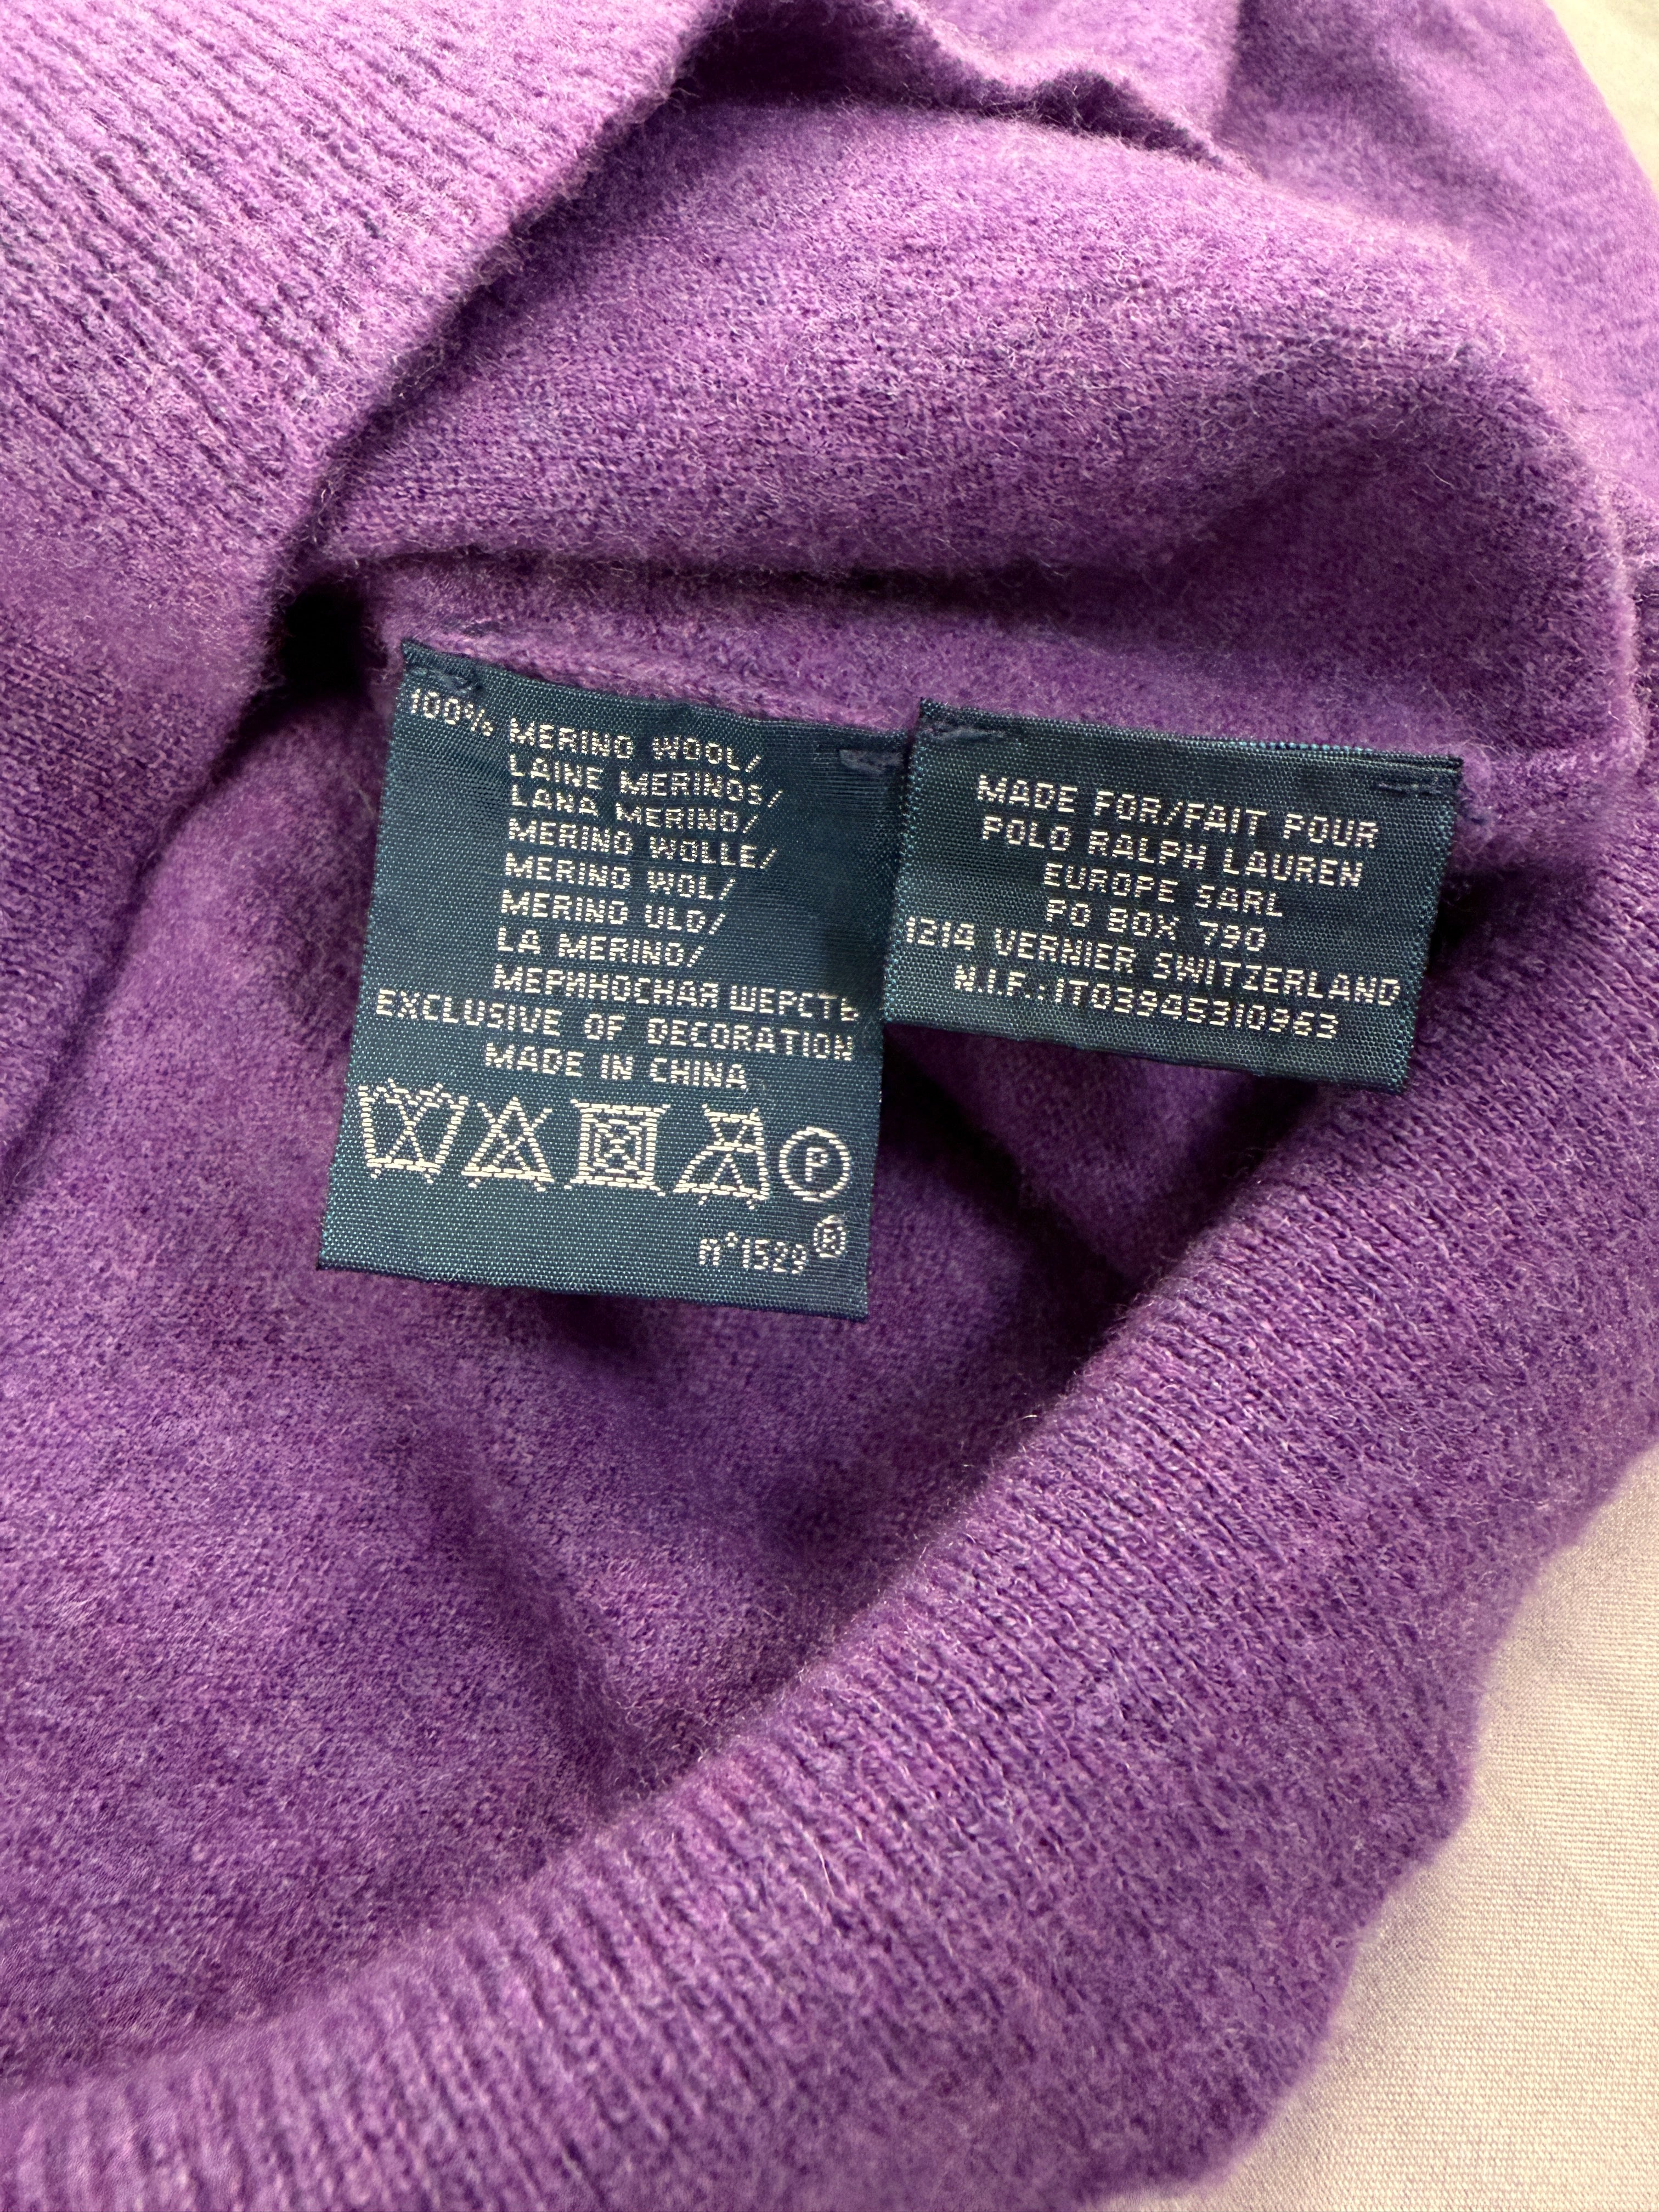 100% MERINO WOOL/
LAINE MERINOS/
LANA MERINO/
MERINO WOLLE/
MERINO WOL/
MERINO ULD/
LÃ MERINO/
МЕРИНОСНАЯ ШЕРСТЬ
EXCLUSIVE OF DECORATION
MADE IN CHINA
P
n°1529
MADE FOR/FAIT POUR
POLO RALPH LAUREN
EUROPE SARL
PO BOX 790
1214 VERNIER SWITZERLAND
N.I.F.:IT03945310963